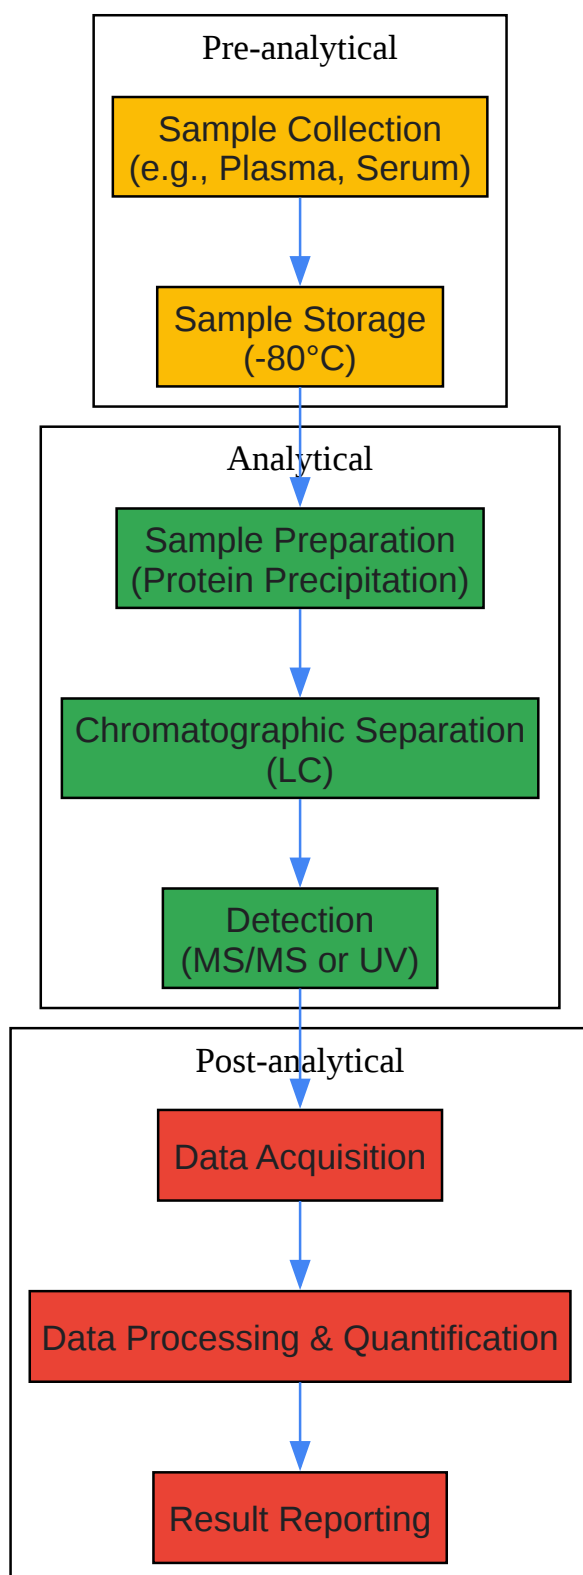 Pre-analytical
Sample Collection
(e.g., Plasma, Serum)
Sample Storage
(-80°C)
Analytical
Sample Preparation
(Protein Precipitation)
Chromatographic Separation
(LC)
Detection
(MS/MS or UV)
Post-analytical
Data Acquisition
Data Processing & Quantification
Result Reporting